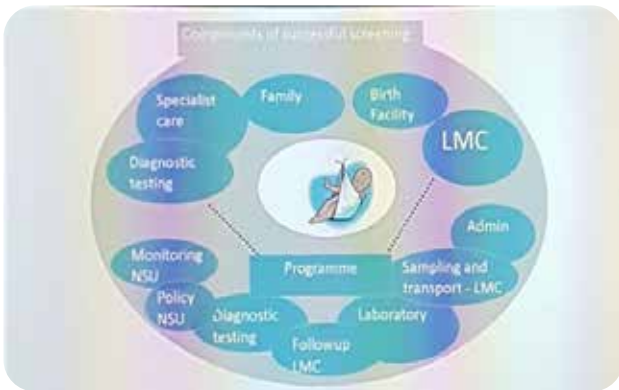 Components of successful screening
Specialist
care
Family
Birth
Facility
LMC
Diagnostic
testing
Admin
Monitoring
NSU
Programme
Sampling and
transport - LMC
Policy
NSU
Diagnostic
testing
Laboratory
Followup
LMC